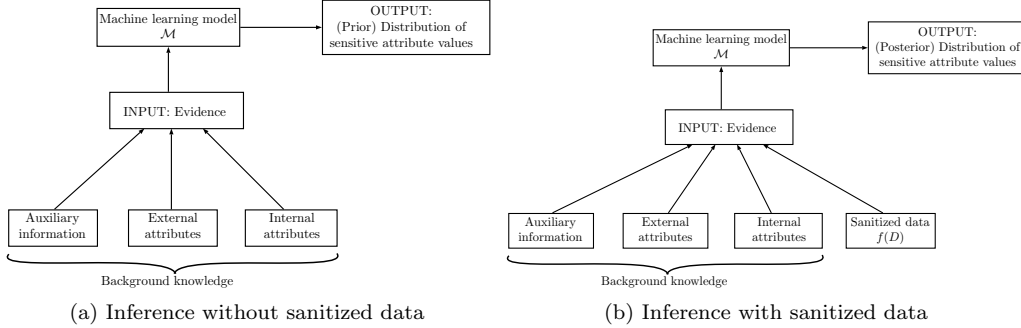 Machine learning model
M
OUTPUT:
(Prior) Distribution of
sensitive attribute values
INPUT: Evidence
Auxiliary
information
External
attributes
Internal
attributes
Background knowledge
(a) Inference without sanitized data
Machine learning model
M
OUTPUT:
(Posterior) Distribution of
sensitive attribute values
INPUT: Evidence
Auxiliary
information
External
attributes
Internal
attributes
Sanitized data
f(D)
Background knowledge
(b) Inference with sanitized data